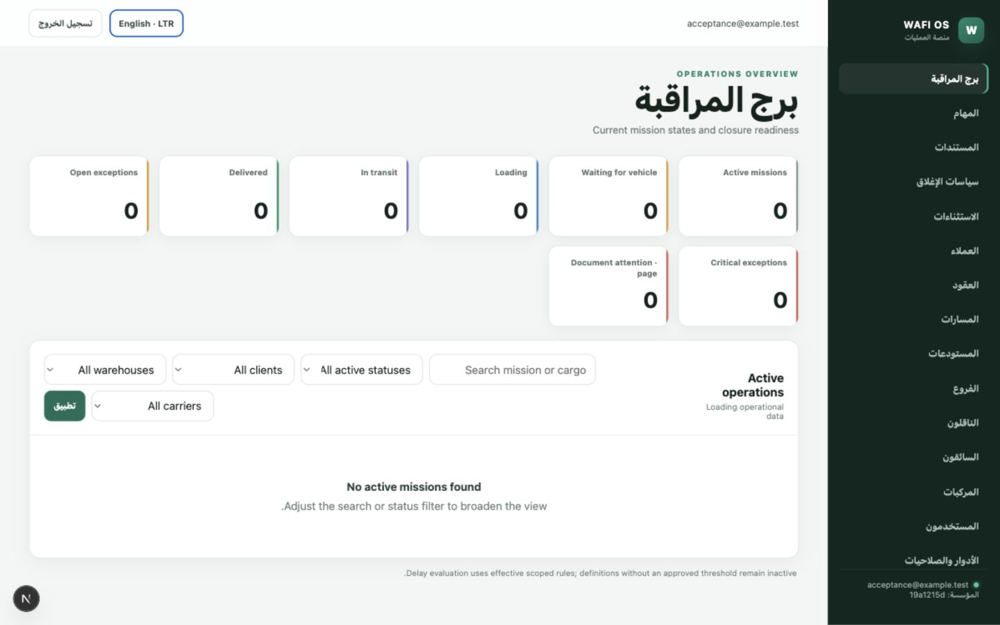 WAFI OS
منصة العمليات
W
برج المراقبة
المهام
المستندات
سياسات الإغلاق
الاستثناءات
العملاء
العقود
المسارات
المستودعات
الفروع
الناقلون
السائقون
المركبات
المستخدمون
الأدوار والصلاحيات
acceptance@example.test
المؤسسة: 19a1215d
acceptance@example.test
English · LTR
تسجيل الخروج
OPERATIONS OVERVIEW
برج المراقبة
Current mission states and closure readiness
Active missions
0
Waiting for vehicle
0
Loading
0
In transit
0
Delivered
0
Open exceptions
0
Critical exceptions
0
Document attention ·
page
0
Active
operations
Loading operational
data
Search mission or cargo
All active statuses
All clients
All warehouses
All carriers
تطبيق
No active missions found
.Adjust the search or status filter to broaden the view
.Delay evaluation uses effective scoped rules; definitions without an approved threshold remain inactive
N